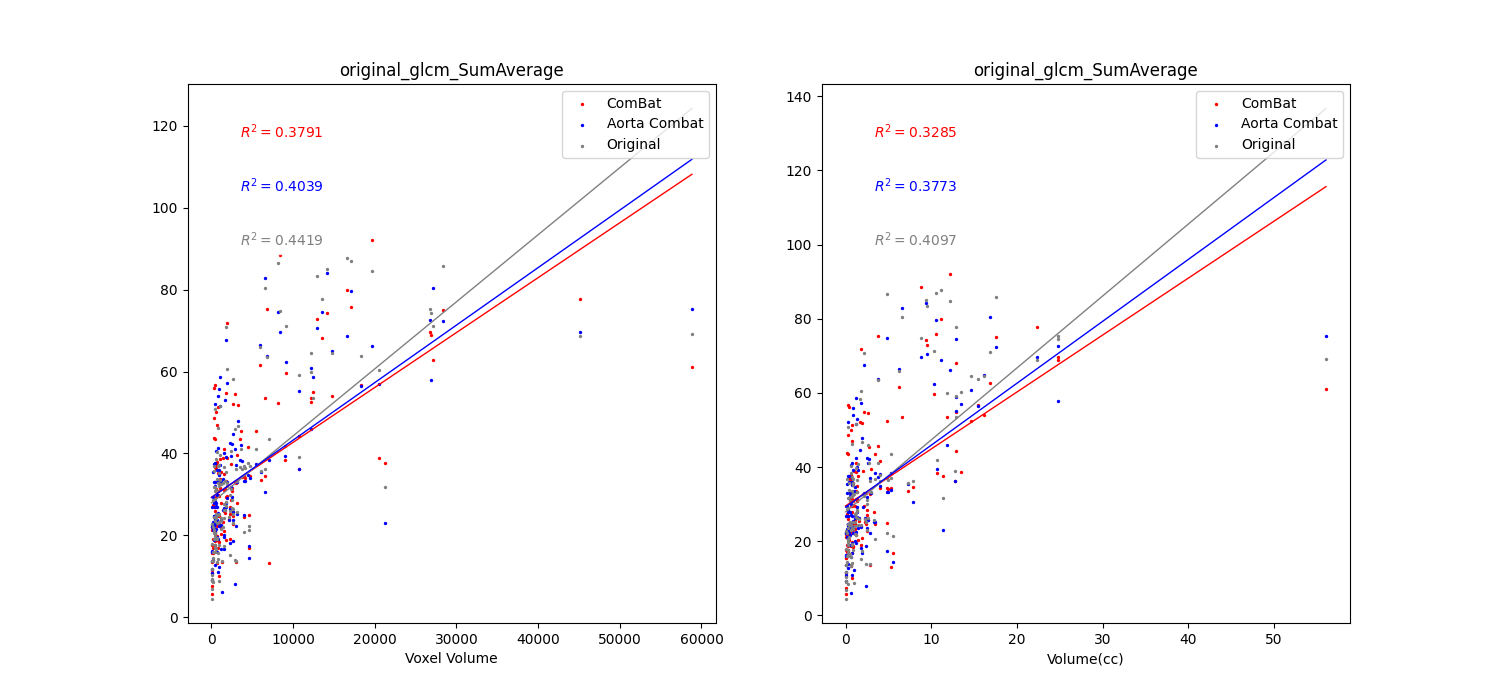 original_glcm_SumAverage
ComBat
Aorta Combat
Original
R² = 0.3791
R² = 0.4039
R² = 0.4419
120
100
80
60
40
20
0
0 10000 20000 30000 40000 50000 60000
Voxel Volume
original_glcm_SumAverage
ComBat
Aorta Combat
Original
R² = 0.3285
R² = 0.3773
R² = 0.4097
140
120
100
80
60
40
20
0
0 10 20 30 40 50
Volume(cc)